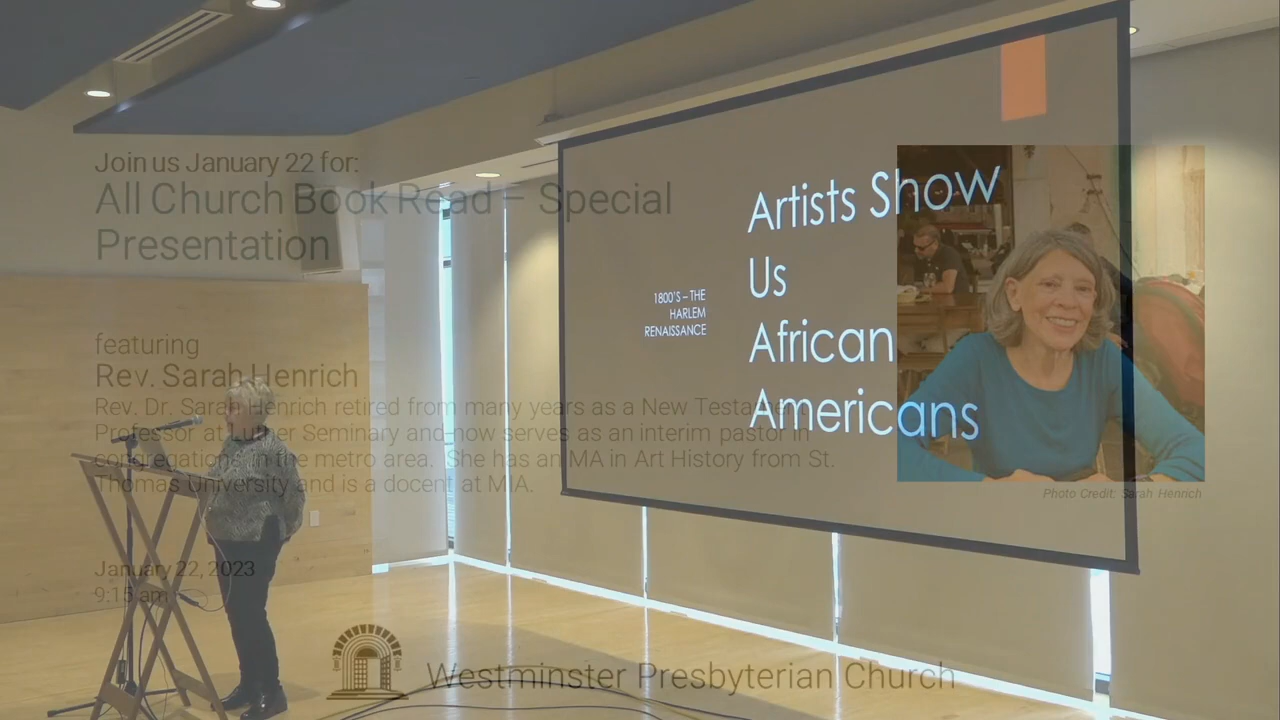 Join us January 22 for:
All Church Book Read – Special
Presentation
featuring
Rev. Sarah Henrich
Rev. Dr. Sarah Henrich retired from many years as a New Testament
Professor at Luther Seminary and now serves as an interim pastor in
congregations in the metro area. She has an MA in Art History from St.
Thomas University and is a docent at MIA.
January 22, 2023
9:15 am
1800'S – THE
HARLEM
RENAISSANCE
Artists Show
Us
African
Americans
Photo Credit: Sarah Henrich
Westminster Presbyterian Church